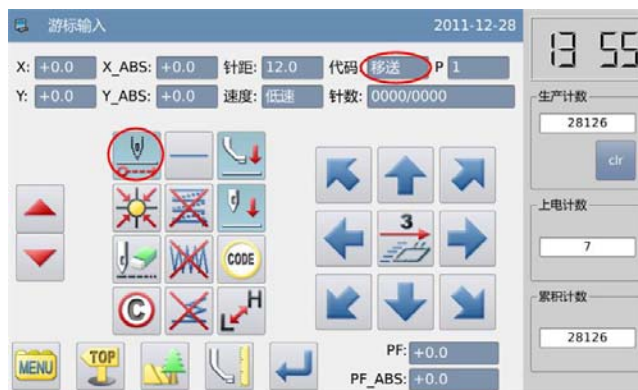 游标输入 2011-12-28
13 55
X: +0.0 X_ABS: +0.0 针距: 12.0 代码: 移送 P 1
Y: +0.0 Y_ABS: +0.0 速度: 低速 针数: 0000/0000
生产计数
28126
clr
上电计数
7
累积计数
28126
3
CODE
C
H
PF: +0.0
PF_ABS: +0.0
MENU
TOP